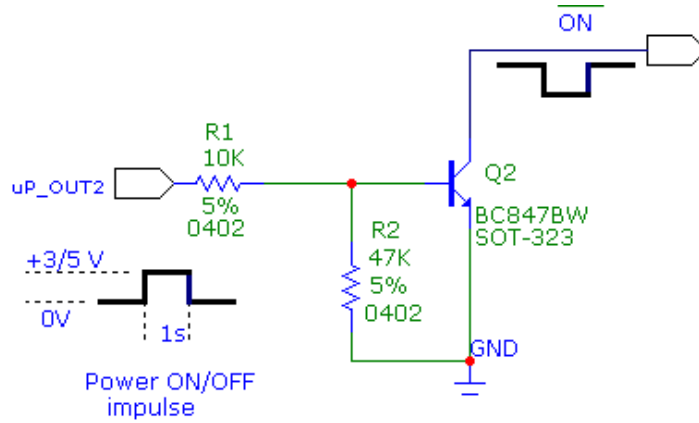 ON
R1
10K
uP_OUT2
5%
0402
Q2
BC847BW
SOT-323
R2
47K
5%
0402
+3/5 V
0V
1s
GND
Power ON/OFF
impulse